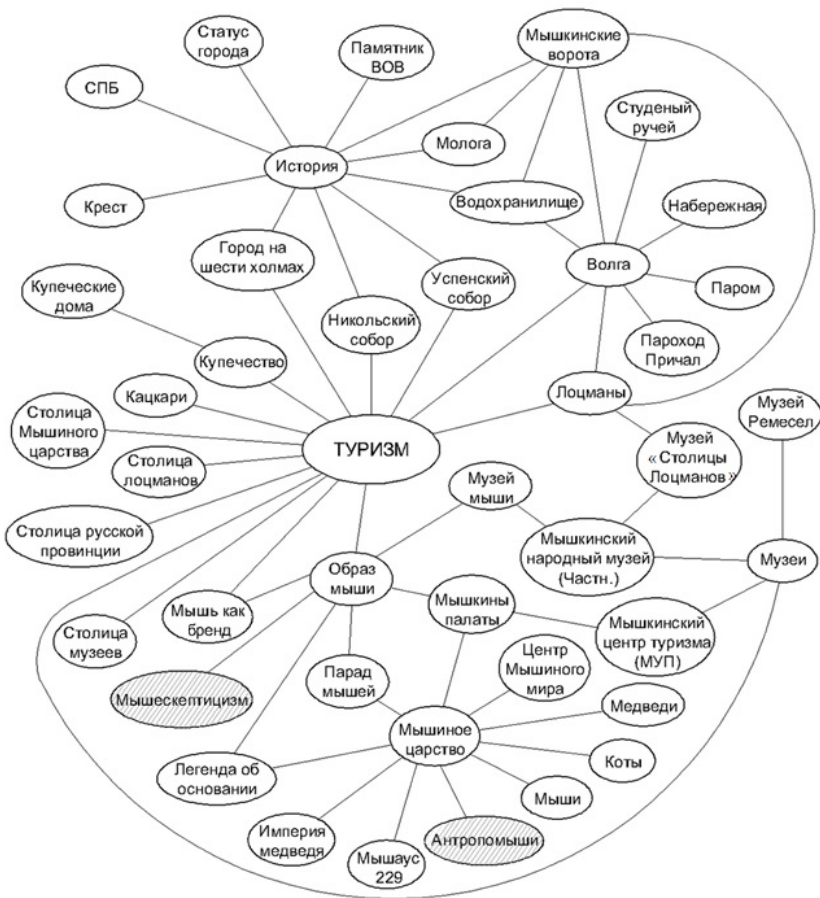 Статус
города
Памятник
ВОВ
Мышкинские
ворота
СПБ
Студеный
ручей
Молога
История
Крест
Водохранилище
Набережная
Город на
шести холмах
Успенский
собор
Волга
Паром
Купеческие
дома
Никольский
собор
Пароход
Причал
Купечество
Кацкари
Лоцманы
Музей
Ремесел
Столица
Мышиного
царства
ТУРИЗМ
Музей
«Столицы
Лоцманов»
Столица
лоцманов
Музей
мыши
Столица русской
провинции
Мышкинский
народный музей
(Частн.)
Музеи
Образ
мыши
Мышь как
бренд
Мышкины
палаты
Столица
музеев
Мышкинский
центр туризма
(МУП)
Центр
Мышиного
мира
Парад
мышей
Мышескептицизм
Медведи
Мышиное
царство
Коты
Легенда об
основании
Мыши
Империя
медведя
Антропомыши
Мышаус
229